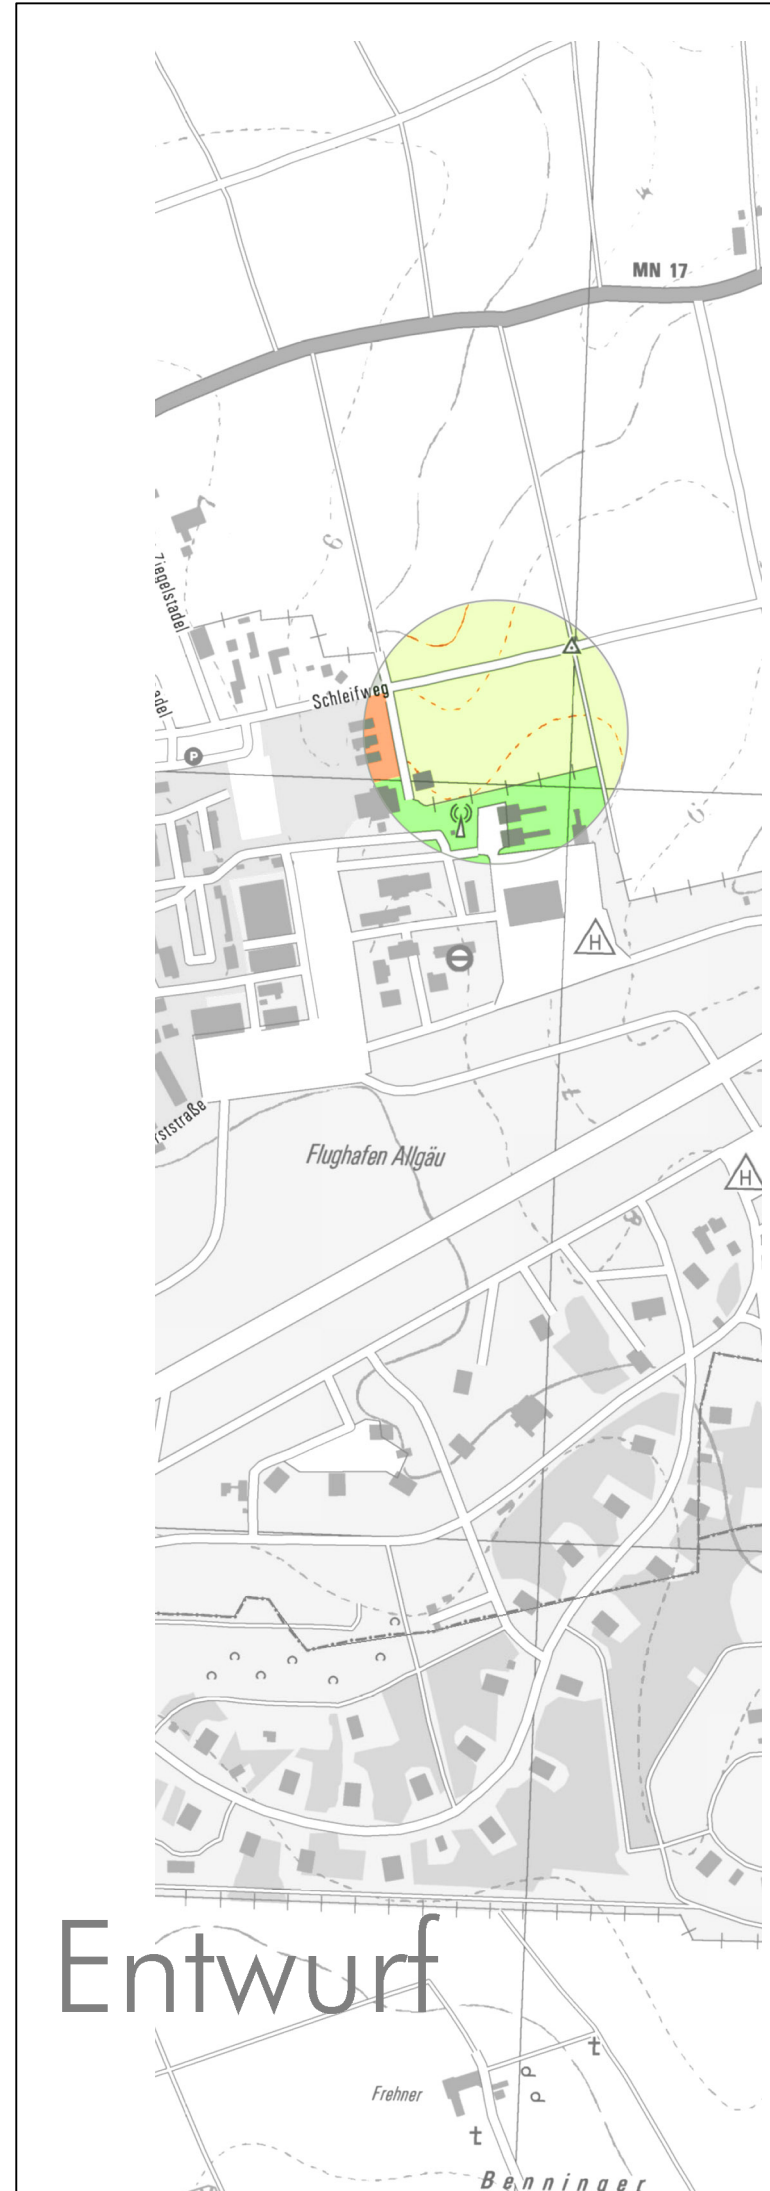 MN 17
Ziegelstadel
Schleifweg
adel
P
H
Flughafen Allgäu
rststraße
H
Entwurf
Frehner
Benninger